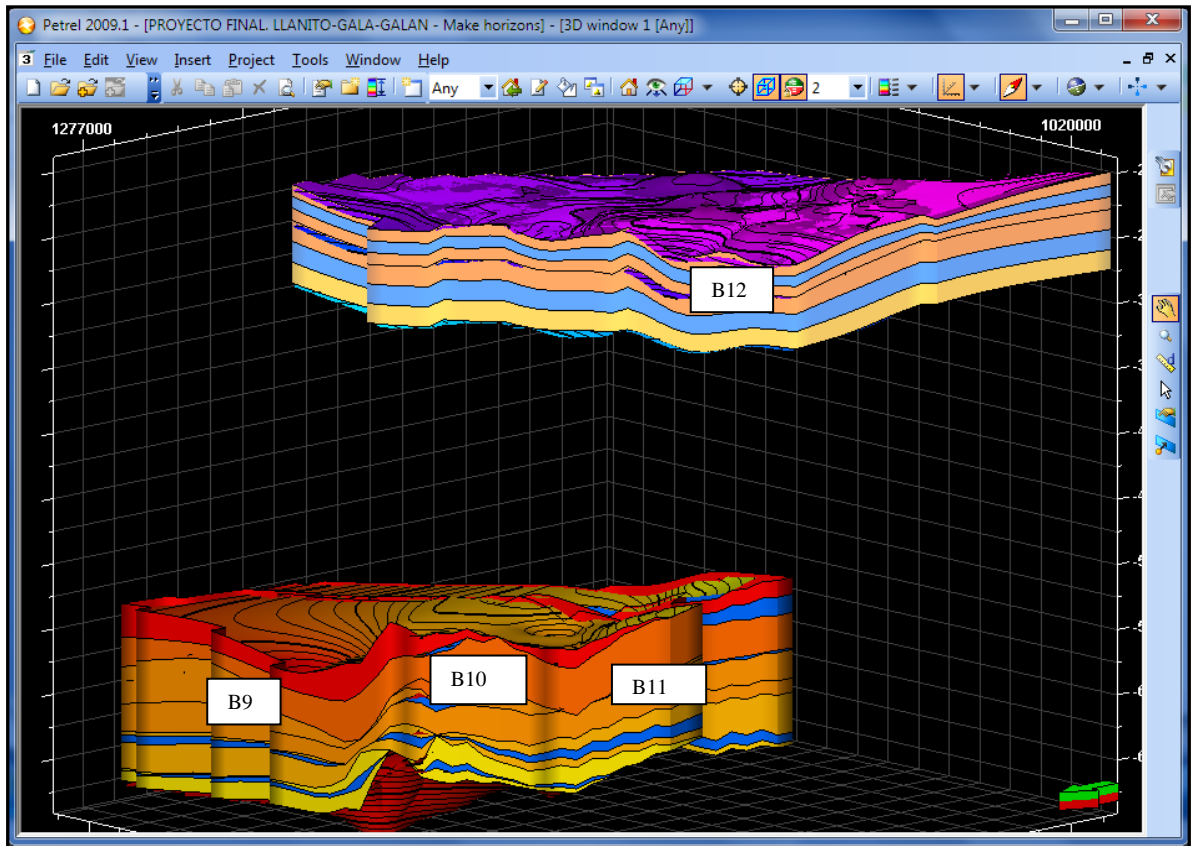 Petrel 2009.1 - [PROYECTO FINAL. LLANITO-GALA-GALAN - Make horizons] - [3D window 1 [Any]]
3 File Edit View Insert Project Tools Window Help
Any 2
1277000
1020000
B12
B10
B11
B9